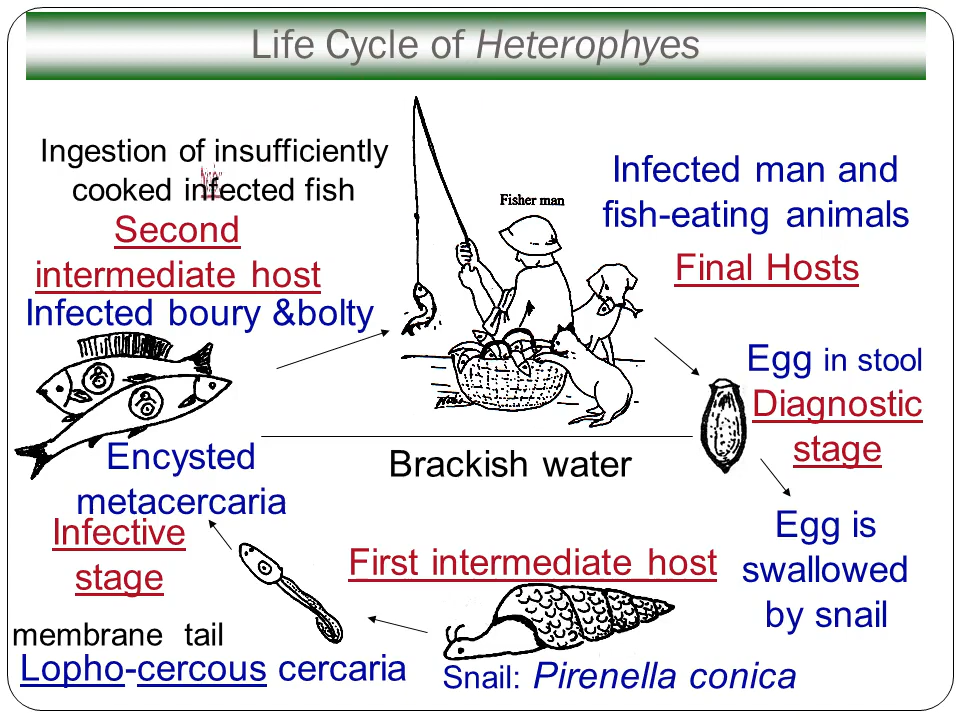 Life Cycle of Heterophyes
Ingestion of insufficiently
cooked infected fish
Second
intermediate host
Infected boury &bolty
Fisher man
Infected man and
fish-eating animals
Final Hosts
Egg in stool
Diagnostic
stage
Encysted
metacercaria
Brackish water
Infective
stage
First intermediate host
Egg is
swallowed
by snail
membrane tail
Lopho-cercous cercaria
Snail: Pirenella conica